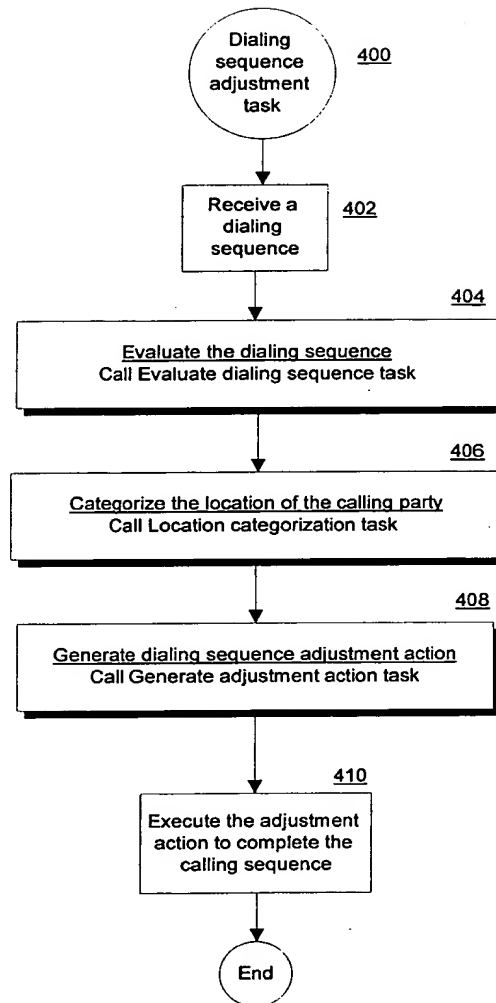 Dialing
sequence
adjustment
task
400
Receive a
dialing
sequence
402
404
Evaluate the dialing sequence
Call Evaluate dialing sequence task
406
Categorize the location of the calling party
Call Location categorization task
408
Generate dialing sequence adjustment action
Call Generate adjustment action task
410
Execute the adjustment
action to complete the
calling sequence
End